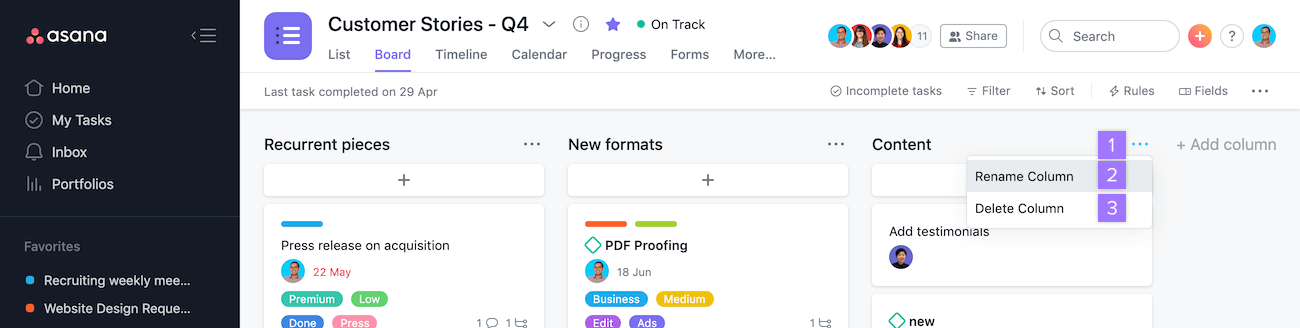 asana
Home
My Tasks
Inbox
Portfolios
Favorites
Recruiting weekly mee...
Website Design Reque...
Customer Stories - Q4
On Track
11
Share
Search
?
List
Board
Timeline
Calendar
Progress
Forms
More...
Last task completed on 29 Apr
Incomplete tasks
Filter
Sort
Rules
Fields
Recurrent pieces
+
Press release on acquisition
22 May
Premium
Low
Done
Press
1
1
New formats
+
PDF Proofing
18 Jun
Business
Medium
Edit
Ads
1
Content
1
Rename Column
2
Delete Column
3
Add testimonials
new
+ Add column